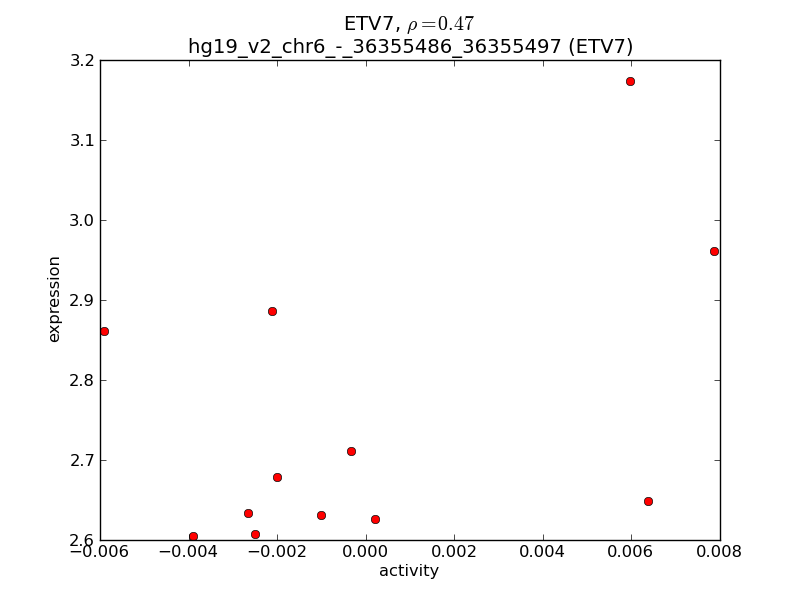 ETV7, ρ=0.47
hg19_v2_chr6_-_36355486_36355497 (ETV7)
3.2
3.1
3.0
2.9
2.8
2.7
2.6
expression
−0.006 −0.004 −0.002 0.000 0.002 0.004 0.006 0.008
activity